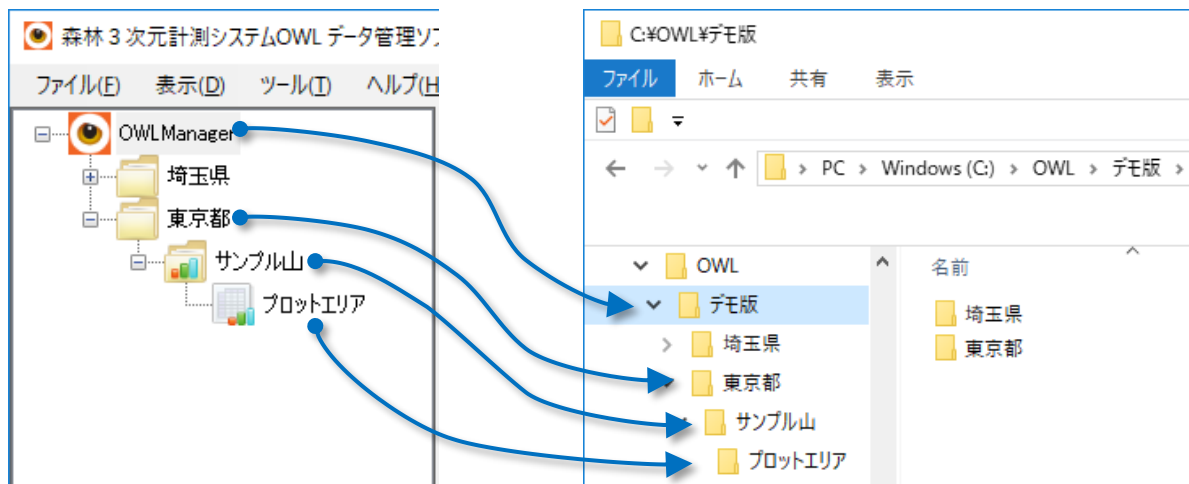 森林３次元計測システムOWL データ管理ソ
ファイル(F) 表示(D) ツール(T) ヘルプ(H
OWLManager
埼玉県
東京都
サンプル山
プロットエリア
C:¥OWL¥デモ版
ファイル ホーム 共有 表示
PC > Windows (C:) > OWL > デモ版 >
OWL
デモ版
埼玉県
東京都
サンプル山
プロットエリア
名前
埼玉県
東京都